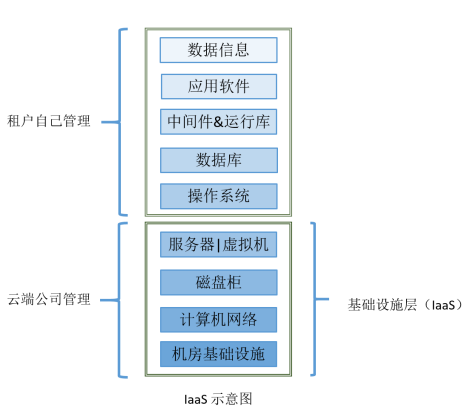 数据信息
应用软件
租户自己管理
中间件&运行库
数据库
操作系统
服务器|虚拟机
云端公司管理
磁盘柜
基础设施层（IaaS）
计算机网络
机房基础设施
IaaS 示意图